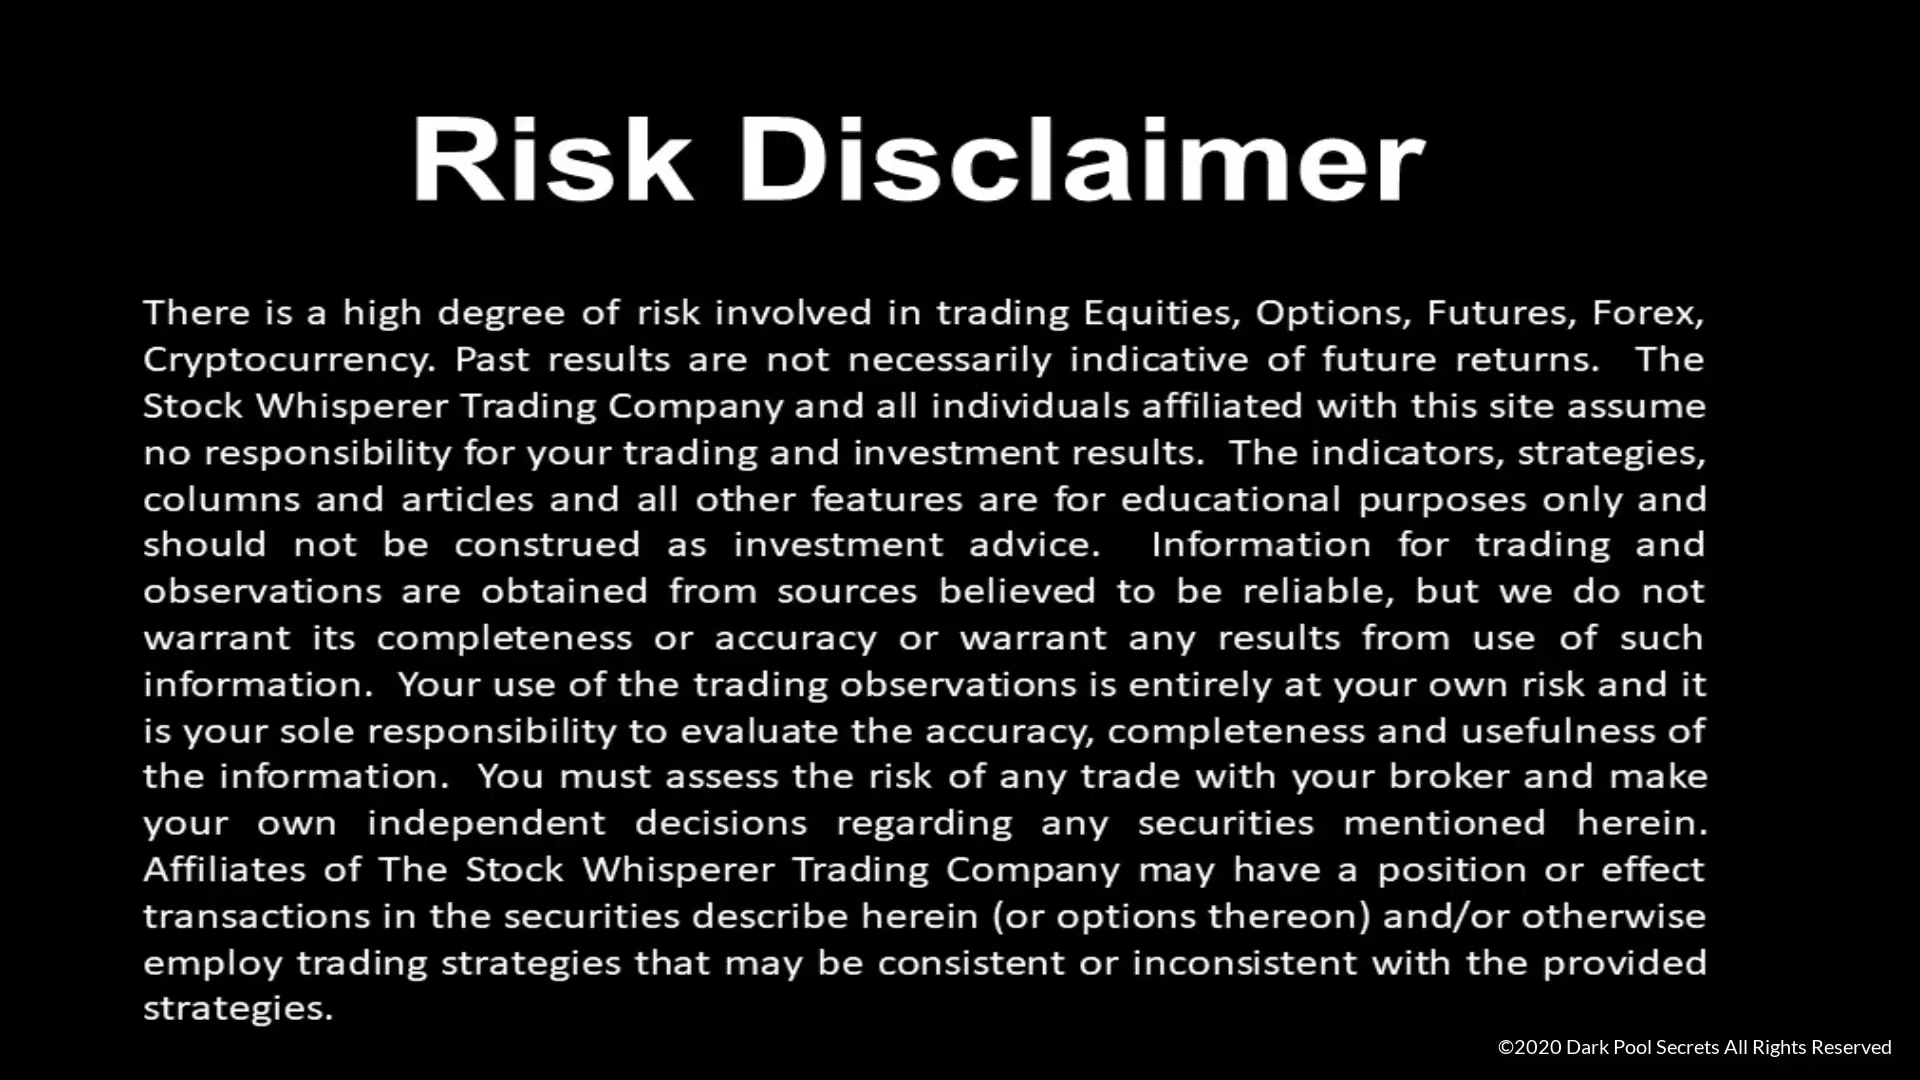 Risk Disclaimer
There is a high degree of risk involved in trading Equities, Options, Futures, Forex,
Cryptocurrency. Past results are not necessarily indicative of future returns.  The
Stock Whisperer Trading Company and all individuals affiliated with this site assume
no responsibility for your trading and investment results.  The indicators, strategies,
columns and articles and all other features are for educational purposes only and
should not be construed as investment advice.  Information for trading and
observations are obtained from sources believed to be reliable, but we do not
warrant its completeness or accuracy or warrant any results from use of such
information.  Your use of the trading observations is entirely at your own risk and it
is your sole responsibility to evaluate the accuracy, completeness and usefulness of
the information.  You must assess the risk of any trade with your broker and make
your own independent decisions regarding any securities mentioned herein.
Affiliates of The Stock Whisperer Trading Company may have a position or effect
transactions in the securities describe herein (or options thereon) and/or otherwise
employ trading strategies that may be consistent or inconsistent with the provided
strategies.
©2020 Dark Pool Secrets All Rights Reserved